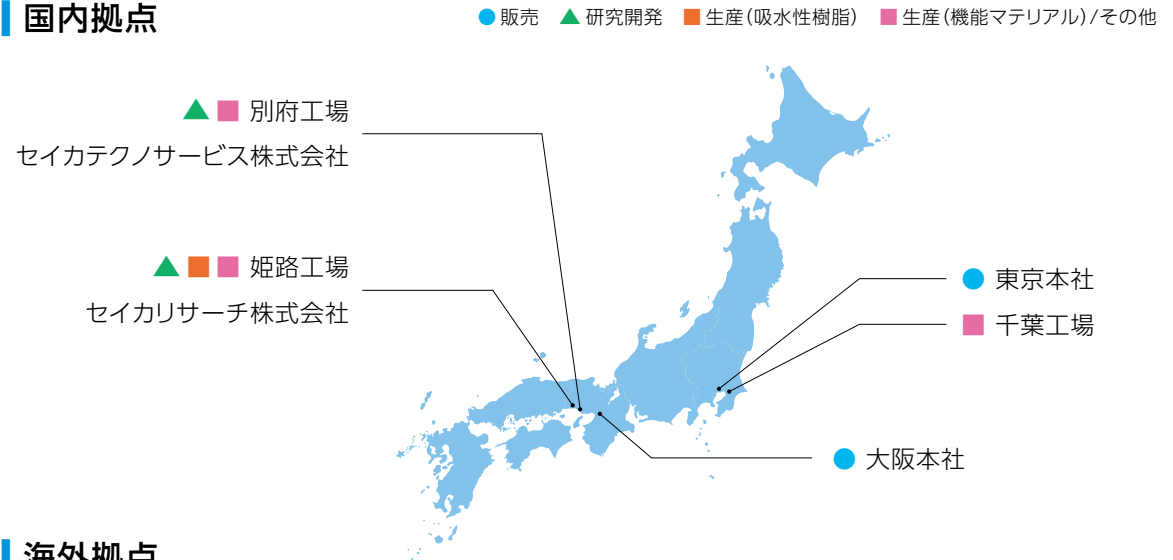 国内拠点
販売 研究開発 生産（吸水性樹脂） 生産（機能マテリアル）/その他
別府工場
セイカテクノサービス株式会社
姫路工場
セイカリサーチ株式会社
東京本社
千葉工場
大阪本社
海外拠点